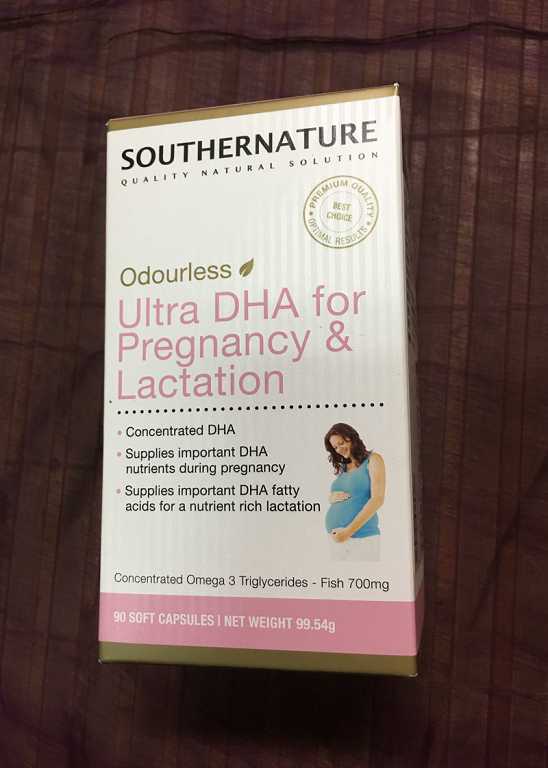 SOUTHERNATURE
QUALITY NATURAL SOLUTION
PREMIUM QUALITY
BEST
CHOICE
OPTIMAL RESULTS
Odourless
Ultra DHA for
Pregnancy &
Lactation
• Concentrated DHA
• Supplies important DHA
nutrients during pregnancy
• Supplies important DHA fatty
acids for a nutrient rich lactation
Concentrated Omega 3 Triglycerides - Fish 700mg
90 SOFT CAPSULES | NET WEIGHT 99.54g